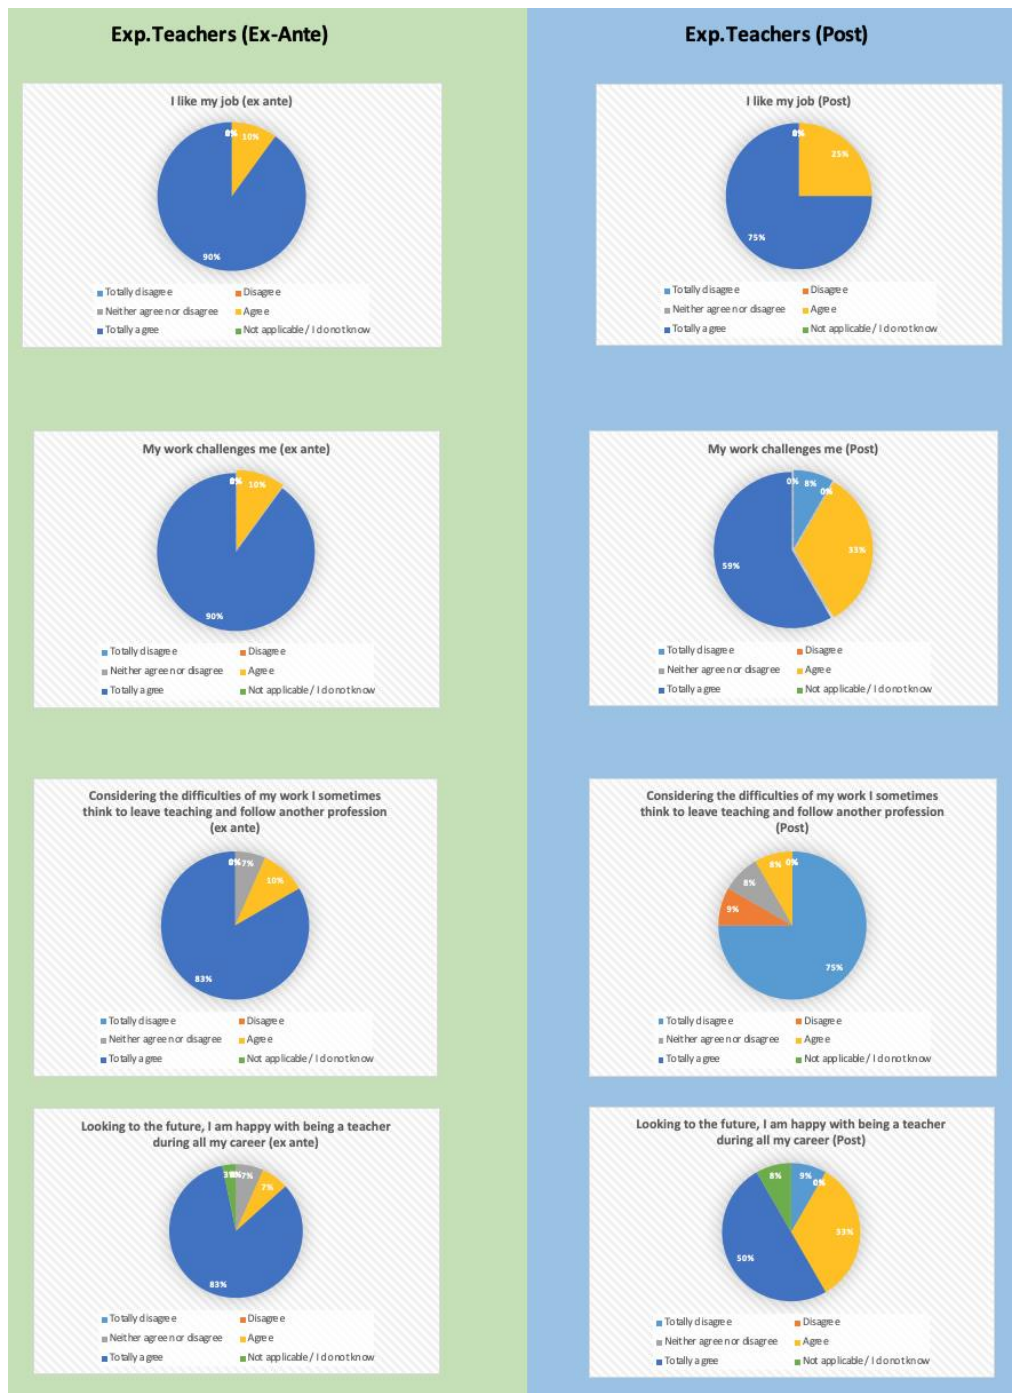 Exp.Teachers (Ex-Ante)
Exp.Teachers (Post)
I like my job (ex ante)
0%
10%
90%
Totally disagree
Disagree
Neither agree nor disagree
Agree
Totally agree
Not applicable / I do not know
I like my job (Post)
0%
25%
75%
Totally disagree
Disagree
Neither agree nor disagree
Agree
Totally agree
Not applicable / I do not know
My work challenges me (ex ante)
0%
10%
90%
Totally disagree
Disagree
Neither agree nor disagree
Agree
Totally agree
Not applicable / I do not know
My work challenges me (Post)
0%
8%
0%
33%
59%
Totally disagree
Disagree
Neither agree nor disagree
Agree
Totally agree
Not applicable / I do not know
Considering the difficulties of my work I sometimes
think to leave teaching and follow another profession
(ex ante)
0%
7%
10%
83%
Totally disagree
Disagree
Neither agree nor disagree
Agree
Totally agree
Not applicable / I do not know
Considering the difficulties of my work I sometimes
think to leave teaching and follow another profession
(Post)
8%
0%
8%
9%
75%
Totally disagree
Disagree
Neither agree nor disagree
Agree
Totally agree
Not applicable / I do not know
Looking to the future, I am happy with being a teacher
during all my career (ex ante)
3%
0%
7%
7%
83%
Totally disagree
Disagree
Neither agree nor disagree
Agree
Totally agree
Not applicable / I do not know
Looking to the future, I am happy with being a teacher
during all my career (Post)
8%
9%
0%
33%
50%
Totally disagree
Disagree
Neither agree nor disagree
Agree
Totally agree
Not applicable / I do not know